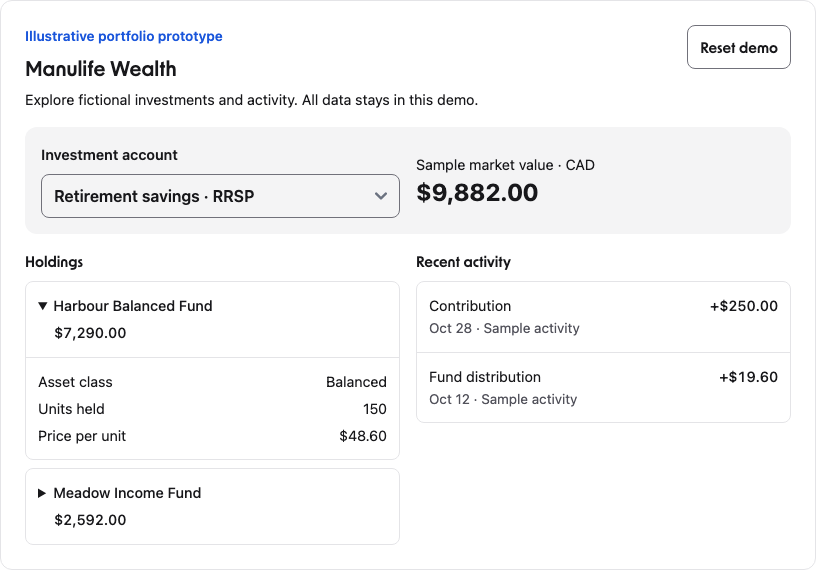 Illustrative portfolio prototype
Manulife Wealth
Explore fictional investments and activity. All data stays in this demo.
Reset demo
Investment account
Retirement savings · RRSP
Sample market value · CAD
$9,882.00
Holdings
Harbour Balanced Fund
$7,290.00
Asset class Balanced
Units held 150
Price per unit $48.60
Meadow Income Fund
$2,592.00
Recent activity
Contribution +$250.00
Oct 28 · Sample activity
Fund distribution +$19.60
Oct 12 · Sample activity